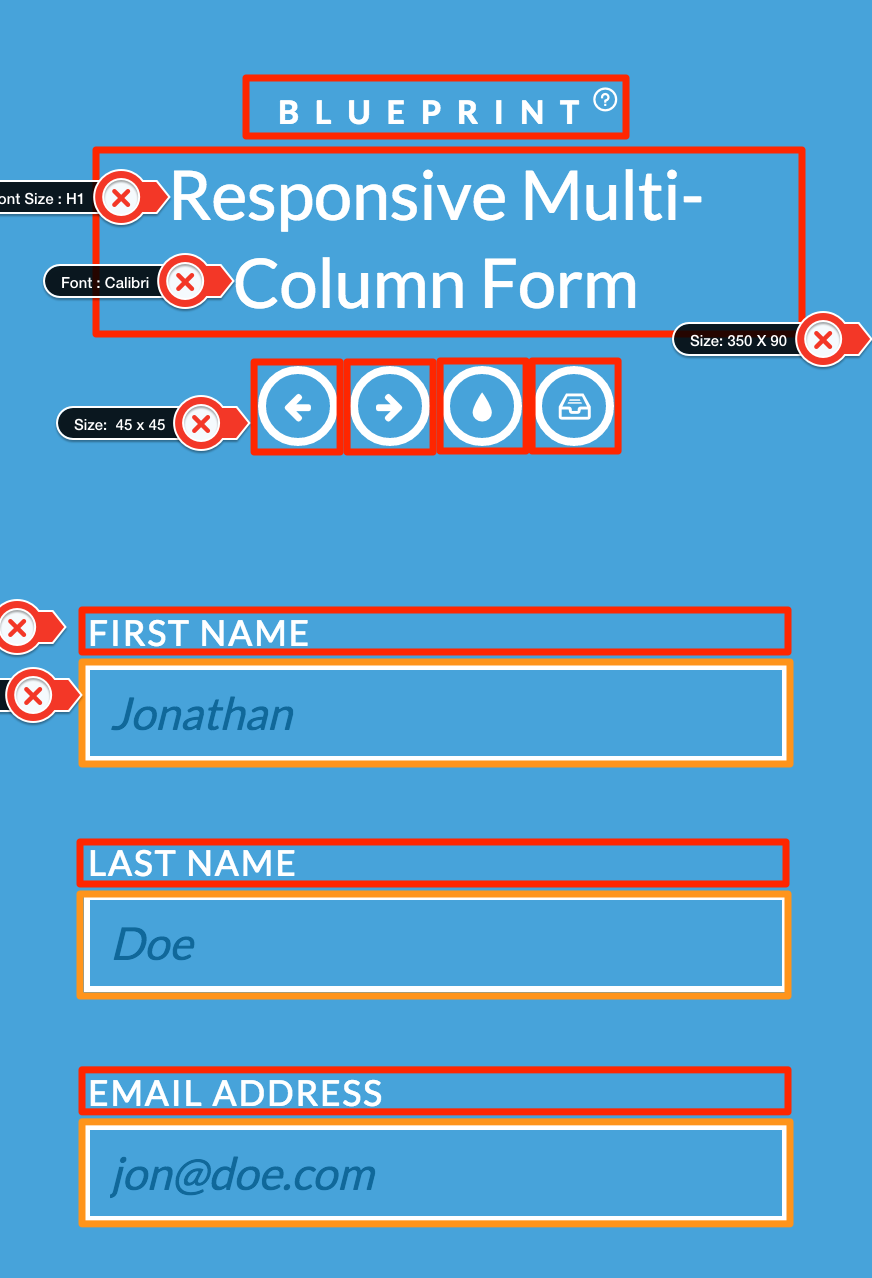 BLUEPRINT ?
ont Size : H1
Responsive Multi-
Font : Calibri
Column Form
Size: 350 X 90
Size: 45 x 45
FIRST NAME
Jonathan
LAST NAME
Doe
EMAIL ADDRESS
jon@doe.com